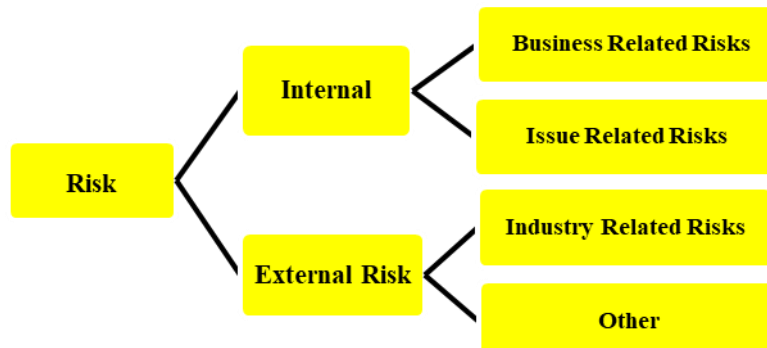 Business Related Risks
Internal
Issue Related Risks
Risk
Industry Related Risks
External Risk
Other